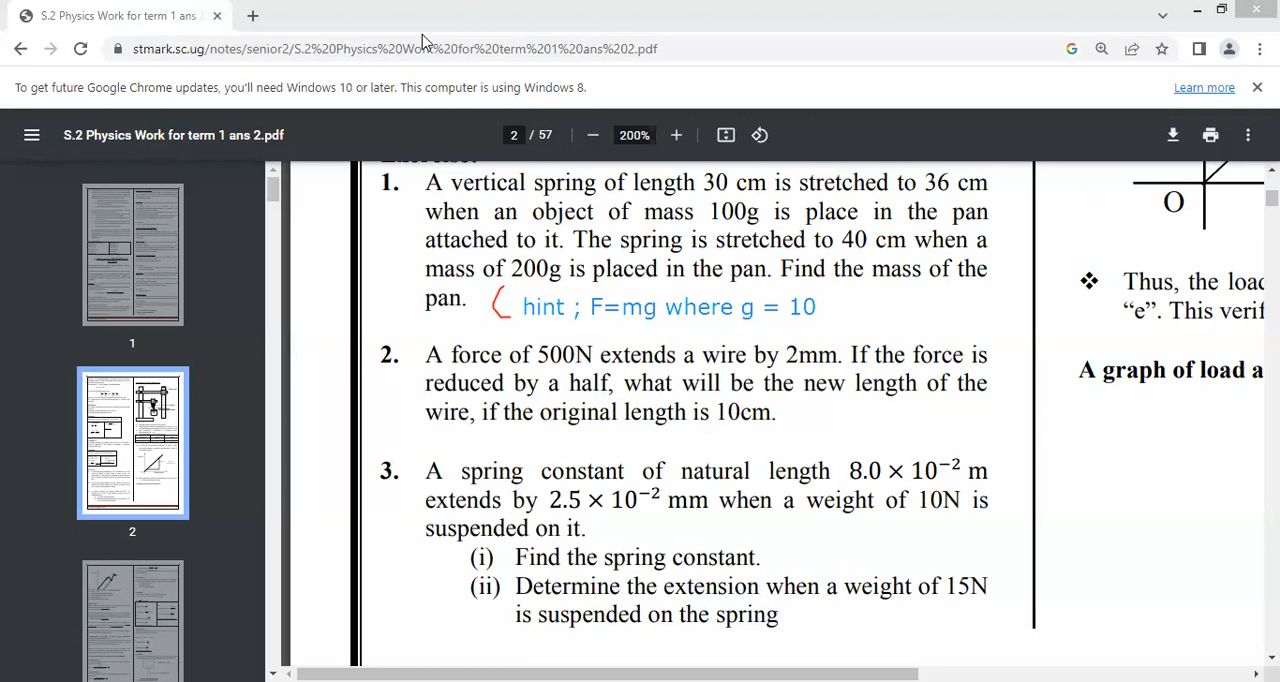 S.2 Physics Work for term 1 ans
stmark.sc.ug/notes/senior2/S.2%20Physics%20Work%20for%20term%201%20ans%202.pdf
To get future Google Chrome updates, you'll need Windows 10 or later. This computer is using Windows 8.
Learn more
S.2 Physics Work for term 1 ans 2.pdf
2 / 57
200%
1. A vertical spring of length 30 cm is stretched to 36 cm
when an object of mass 100g is place in the pan
attached to it. The spring is stretched to 40 cm when a
mass of 200g is placed in the pan. Find the mass of the
pan. ( hint ; F=mg where g = 10
2. A force of 500N extends a wire by 2mm. If the force is
reduced by a half, what will be the new length of the
wire, if the original length is 10cm.
3. A spring constant of natural length 8.0 × 10⁻² m
extends by 2.5 × 10⁻² mm when a weight of 10N is
suspended on it.
(i) Find the spring constant.
(ii) Determine the extension when a weight of 15N
is suspended on the spring
O
❖ Thus, the load
“e”. This verif
A graph of load a
1
2